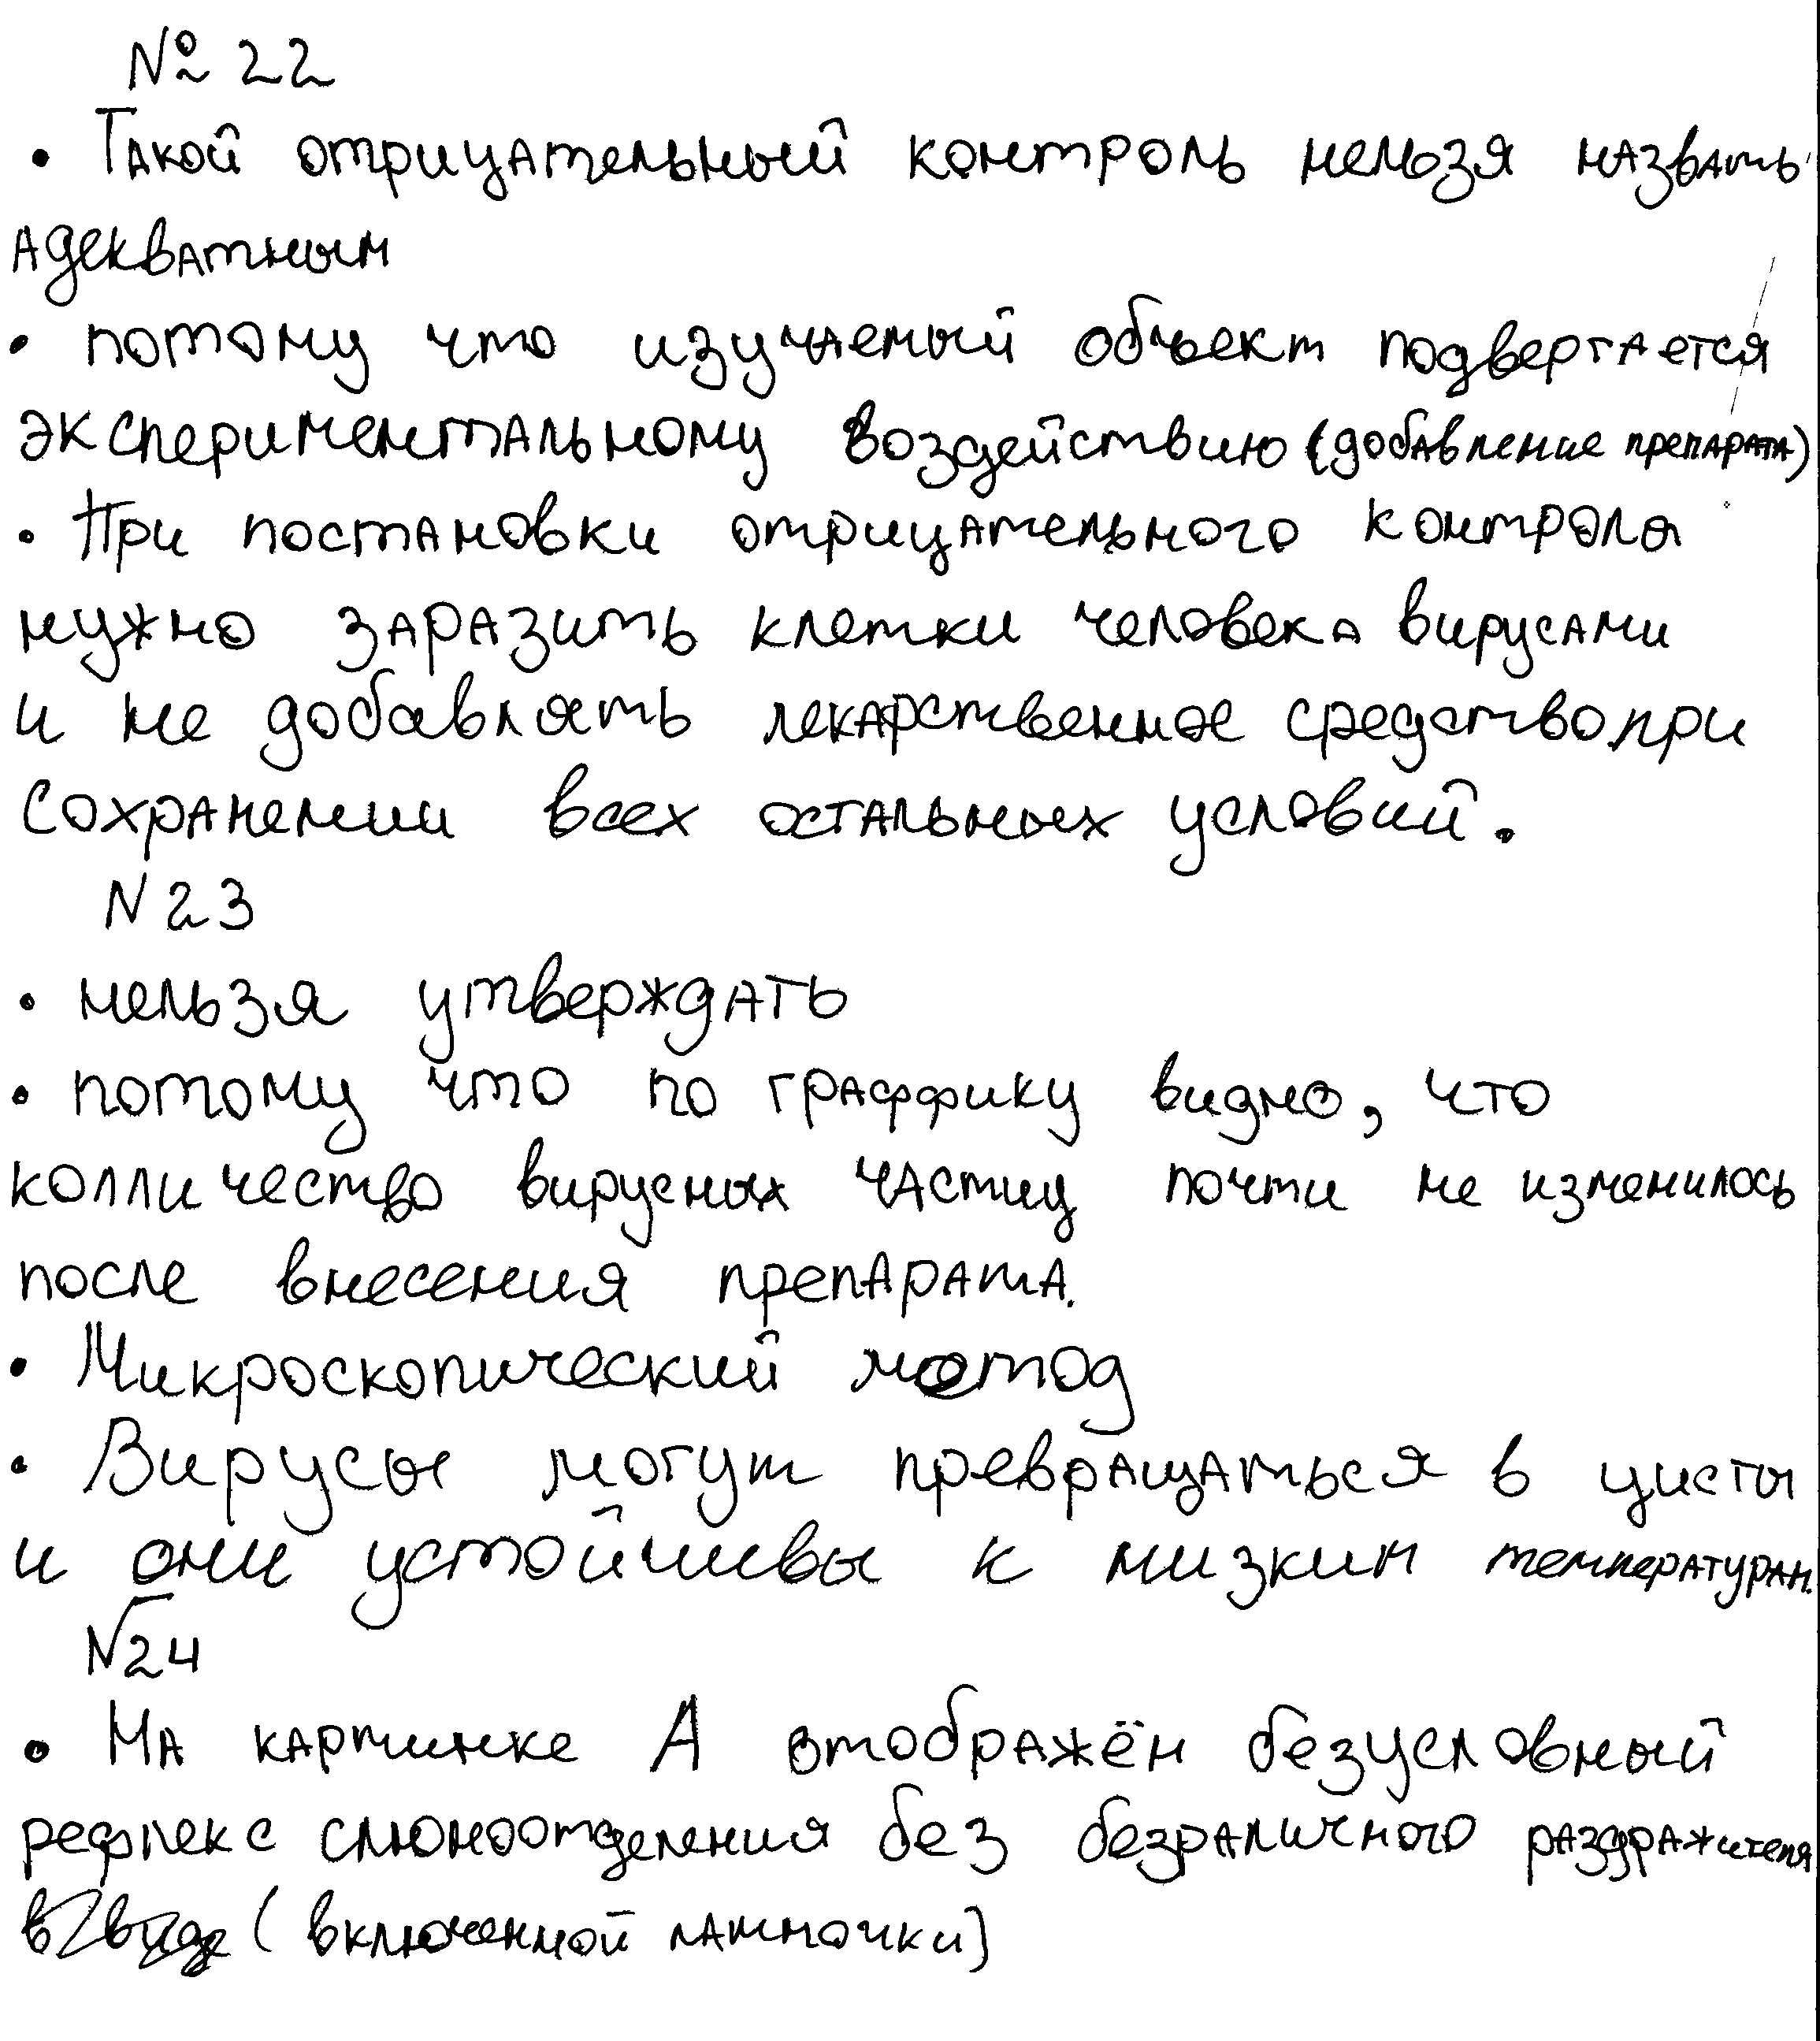 № 22
• Такой отрицательный контроль нельзя назвать
адекватным
• потому что изучаемый объект подвергается
экспериментальному воздействию (добавление препарата)
• При постановки отрицательного контроля
нужно заразить клетки человека вирусами
и не добавлять лекарственное средство, при
сохранении всех остальных условий.
N 23
• нельзя утверждать
• потому что по граффику видно, что
колличество вирусных частиц почти не изменилось
после внесения препарата.
• Микроскопический метод
• Вирусы могут превращаться в цисты
и они устойчивы к низким температурам.
N24
• На картинке А отображён безусловный
рефлекс слюноотделения без безраличного раздражителя
(включенной лампочки)